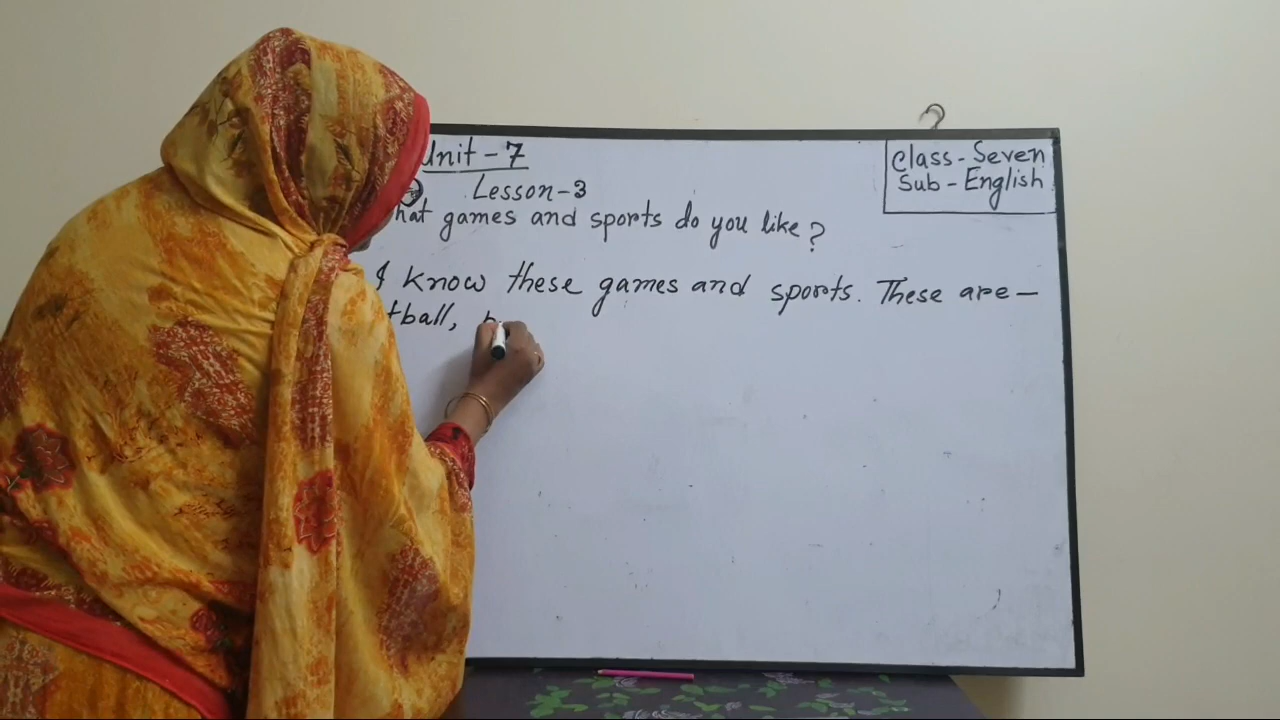 Unit - 7
Class - Seven
Sub - English
Lesson - 3
games and sports do you like?
I know these games and sports. These are —